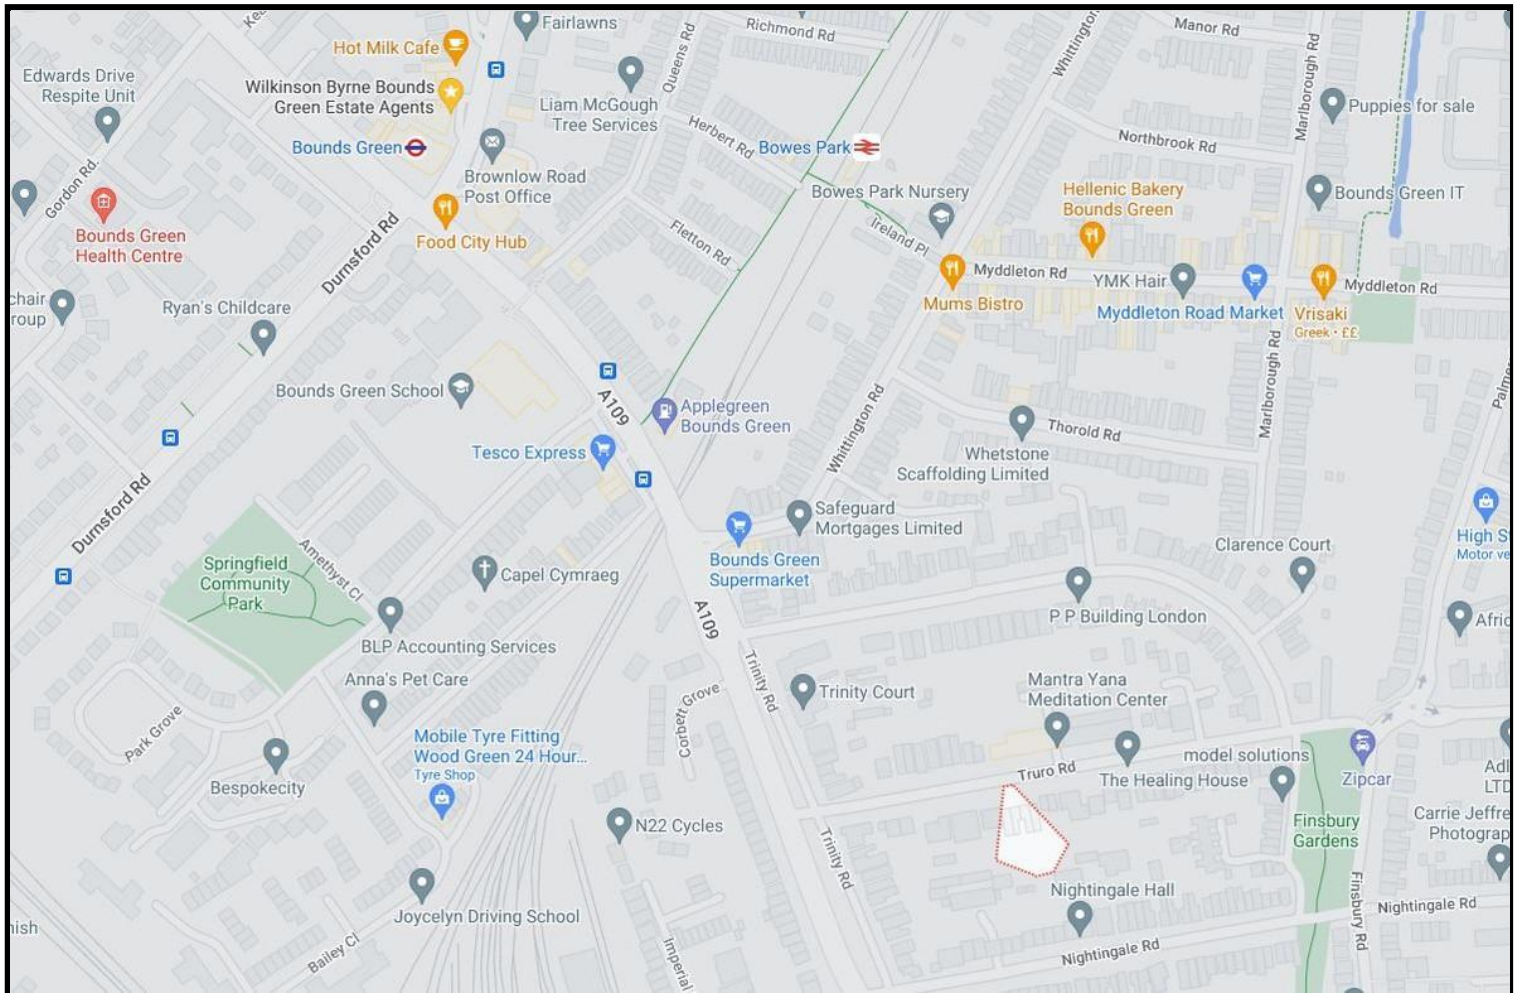 Fairlawns
Richmond Rd
Manor Rd
Whittington
Hot Milk Cafe
Queens Rd
Marlborough Rd
Edwards Drive
Respite Unit
Wilkinson Byrne Bounds
Green Estate Agents
Liam McGough
Tree Services
Puppies for sale
Herbert Rd
Northbrook Rd
Bounds Green
Bowes Park
Brownlow Road
Post Office
Gordon Rd.
Bowes Park Nursery
Hellenic Bakery
Bounds Green
Bounds Green IT
Bounds Green
Health Centre
Durnsford Rd
Food City Hub
Fletton Rd
Ireland Pl
Myddleton Rd
YMK Hair
Myddleton Rd
chair
roup
Ryan's Childcare
Mums Bistro
Myddleton Road Market
Vrisaki
Greek • ££
Marlborough Rd
Bounds Green School
A109
Applegreen
Bounds Green
Whittington Rd
Thorold Rd
Tesco Express
Whetstone
Scaffolding Limited
Durnsford Rd
Safeguard
Mortgages Limited
High S
Motor ve
Clarence Court
Springfield
Community
Park
Amethyst Cl
Capel Cymraeg
Bounds Green
Supermarket
A109
P P Building London
Afric
BLP Accounting Services
Anna's Pet Care
Trinity Rd
Trinity Court
Mantra Yana
Meditation Center
Corbett Grove
Park Grove
Mobile Tyre Fitting
Wood Green 24 Hour...
Tyre Shop
Bespokecity
Truro Rd
model solutions
The Healing House
Zipcar
Adl
LTD
N22 Cycles
Trinity Rd
Finsbury
Gardens
Carrie Jeffre
Photograp
Nightingale Hall
Joycelyn Driving School
Nightingale Rd
Finsbury Rd
nish
Bailey Cl
Imperial
Nightingale Rd